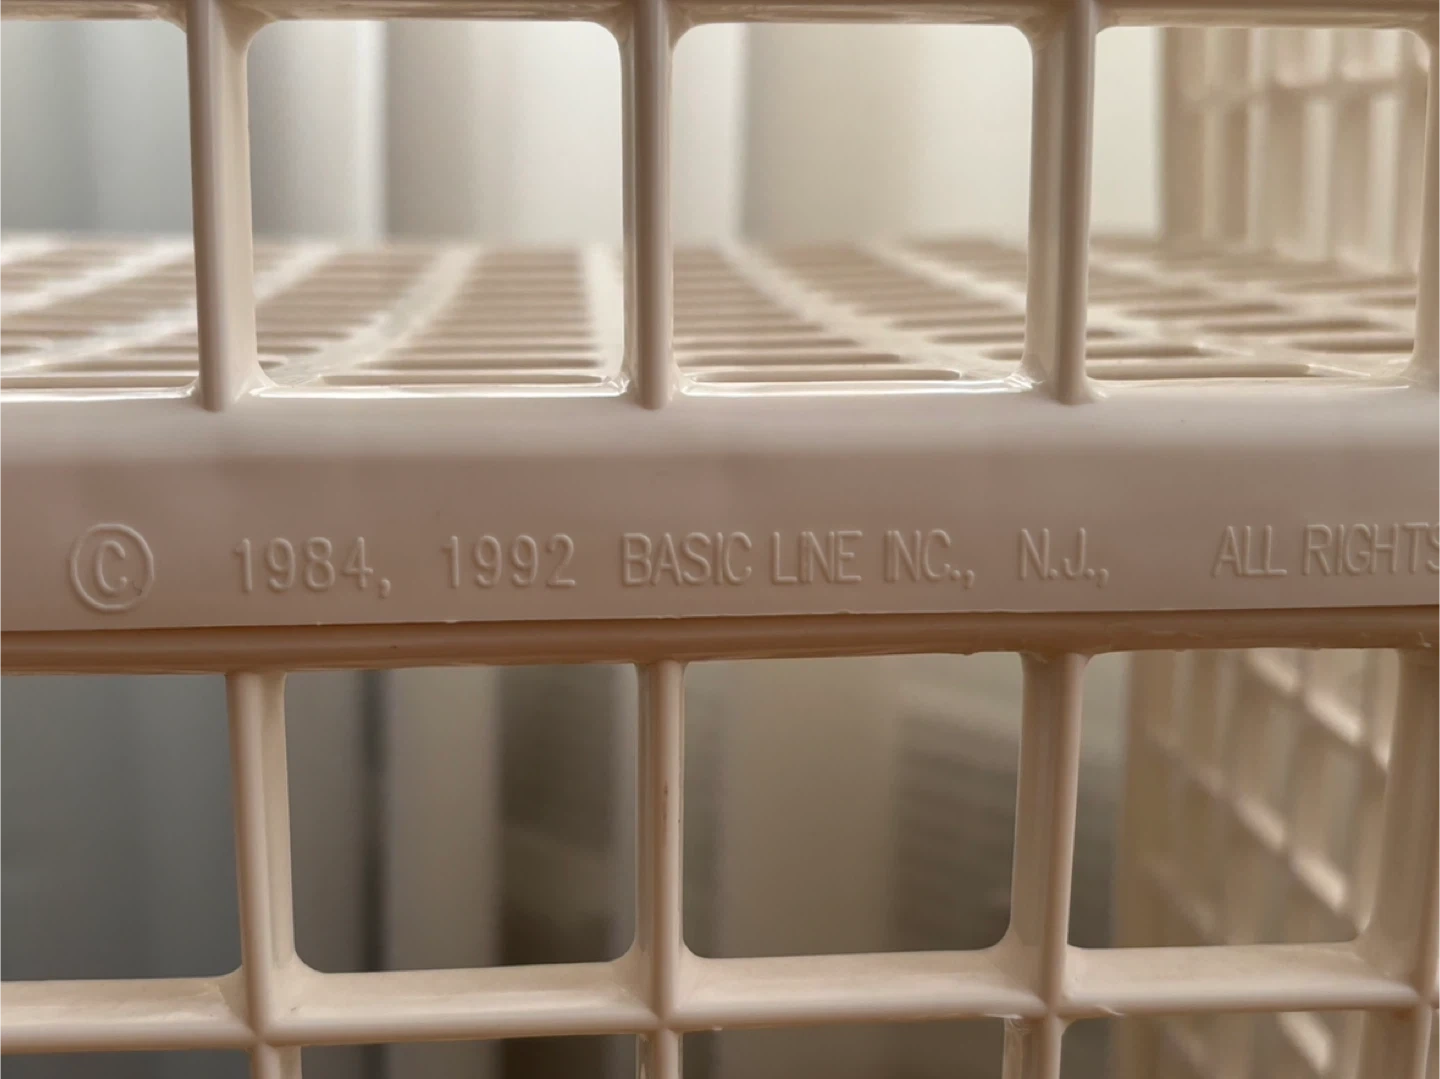 © 1984, 1992 BASIC LINE INC., N.J., ALL RIGHTS